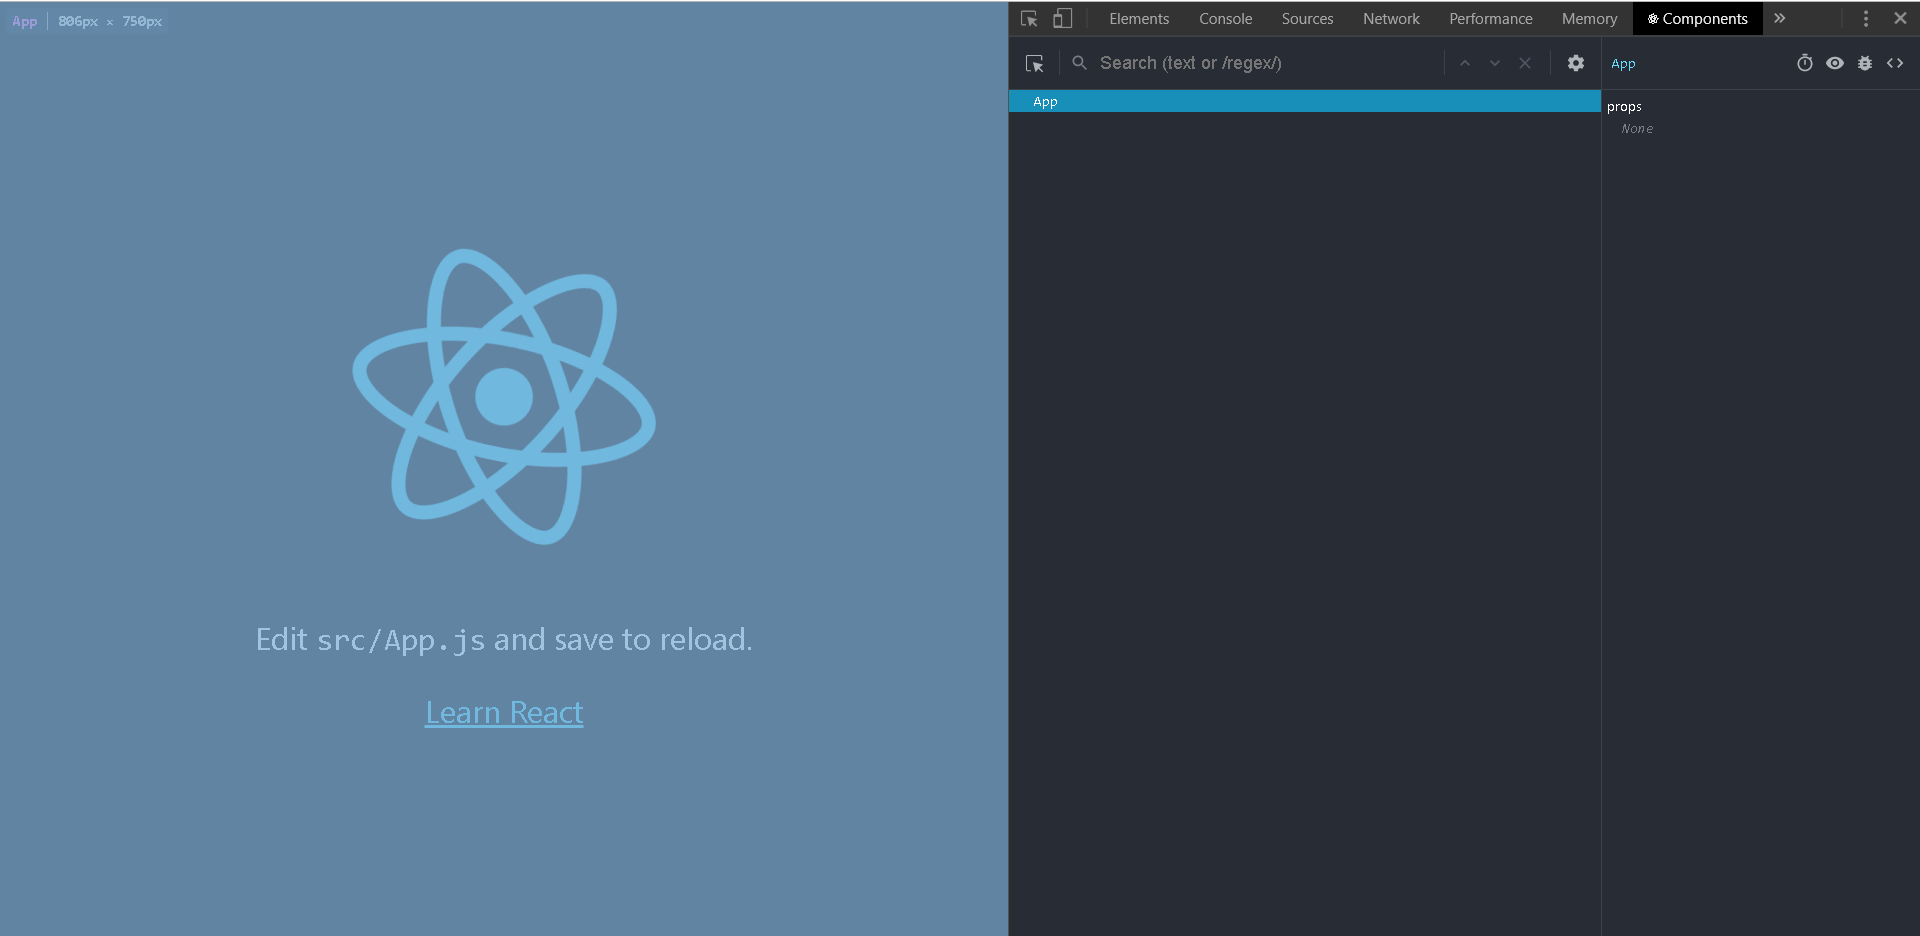 App 806px × 750px
Elements Console Sources Network Performance Memory Components
Search (text or /regex/)
App
App
props
None
Edit src/App.js and save to reload.
Learn React